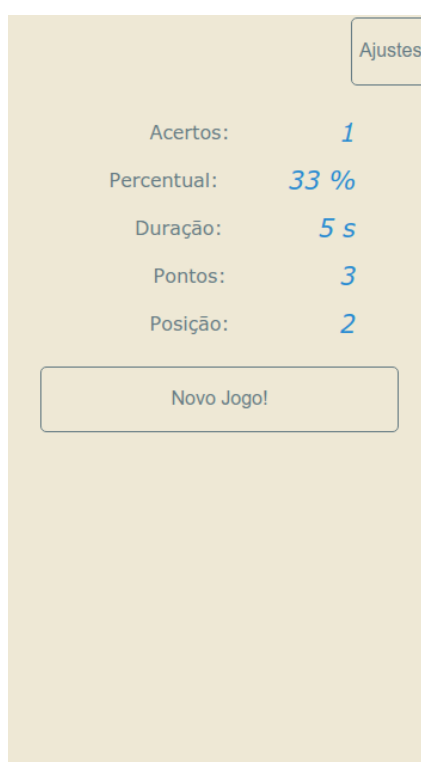 Ajustes
Acertos: 1
Percentual: 33 %
Duração: 5 s
Pontos: 3
Posição: 2
Novo Jogo!